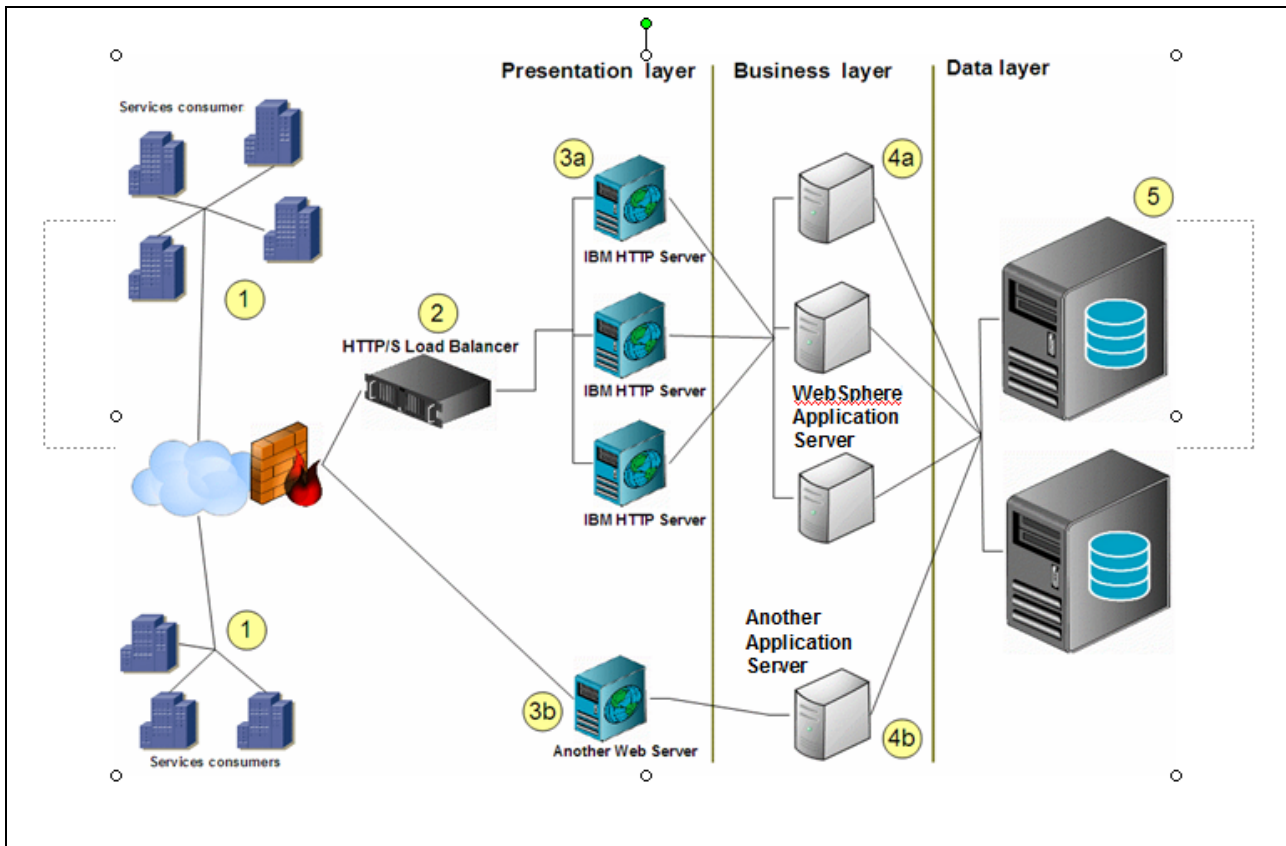 Presentation layer
Business layer
Data layer
Services consumer
3a
4a
5
IBM HTTP Server
1
2
HTTP/S Load Balancer
IBM HTTP Server
WebSphere
Application
Server
IBM HTTP Server
1
Another
Application
Server
3b
4b
Another Web Server
Services consumers